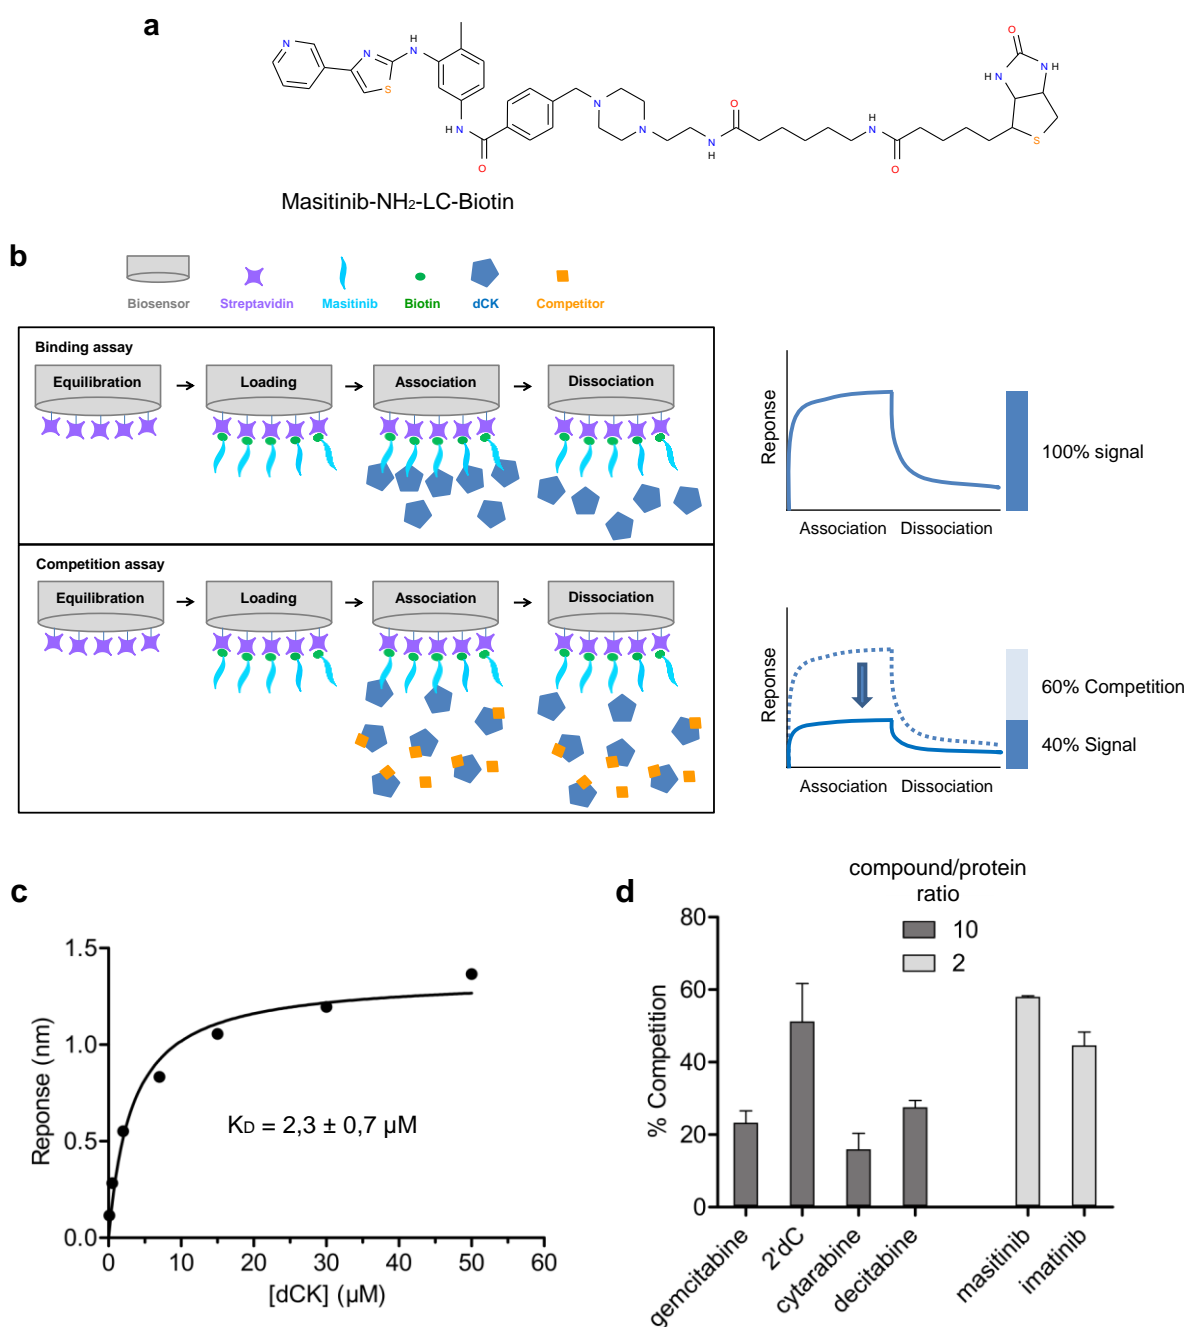 a
N
N
H
N
S
N
H
O
N
N
N
H
O
N
H
O
O
N
H
N
H
S
Masitinib-NH2-LC-Biotin
b
Biosensor
Streptavidin
Masitinib
Biotin
dCK
Competitor
Binding assay
Equilibration
Loading
Association
Dissociation
Reponse
Association
Dissociation
100% signal
Competition assay
Equilibration
Loading
Association
Dissociation
Reponse
Association
Dissociation
60% Competition
40% Signal
c
Reponse (nm)
1.5
1.0
0.5
0.0
KD = 2,3 ± 0,7 µM
0 10 20 30 40 50 60
[dCK] (µM)
d
compound/protein
ratio
10
2
% Competition
80
60
40
20
0
gemcitabine
2'dC
cytarabine
decitabine
masitinib
imatinib